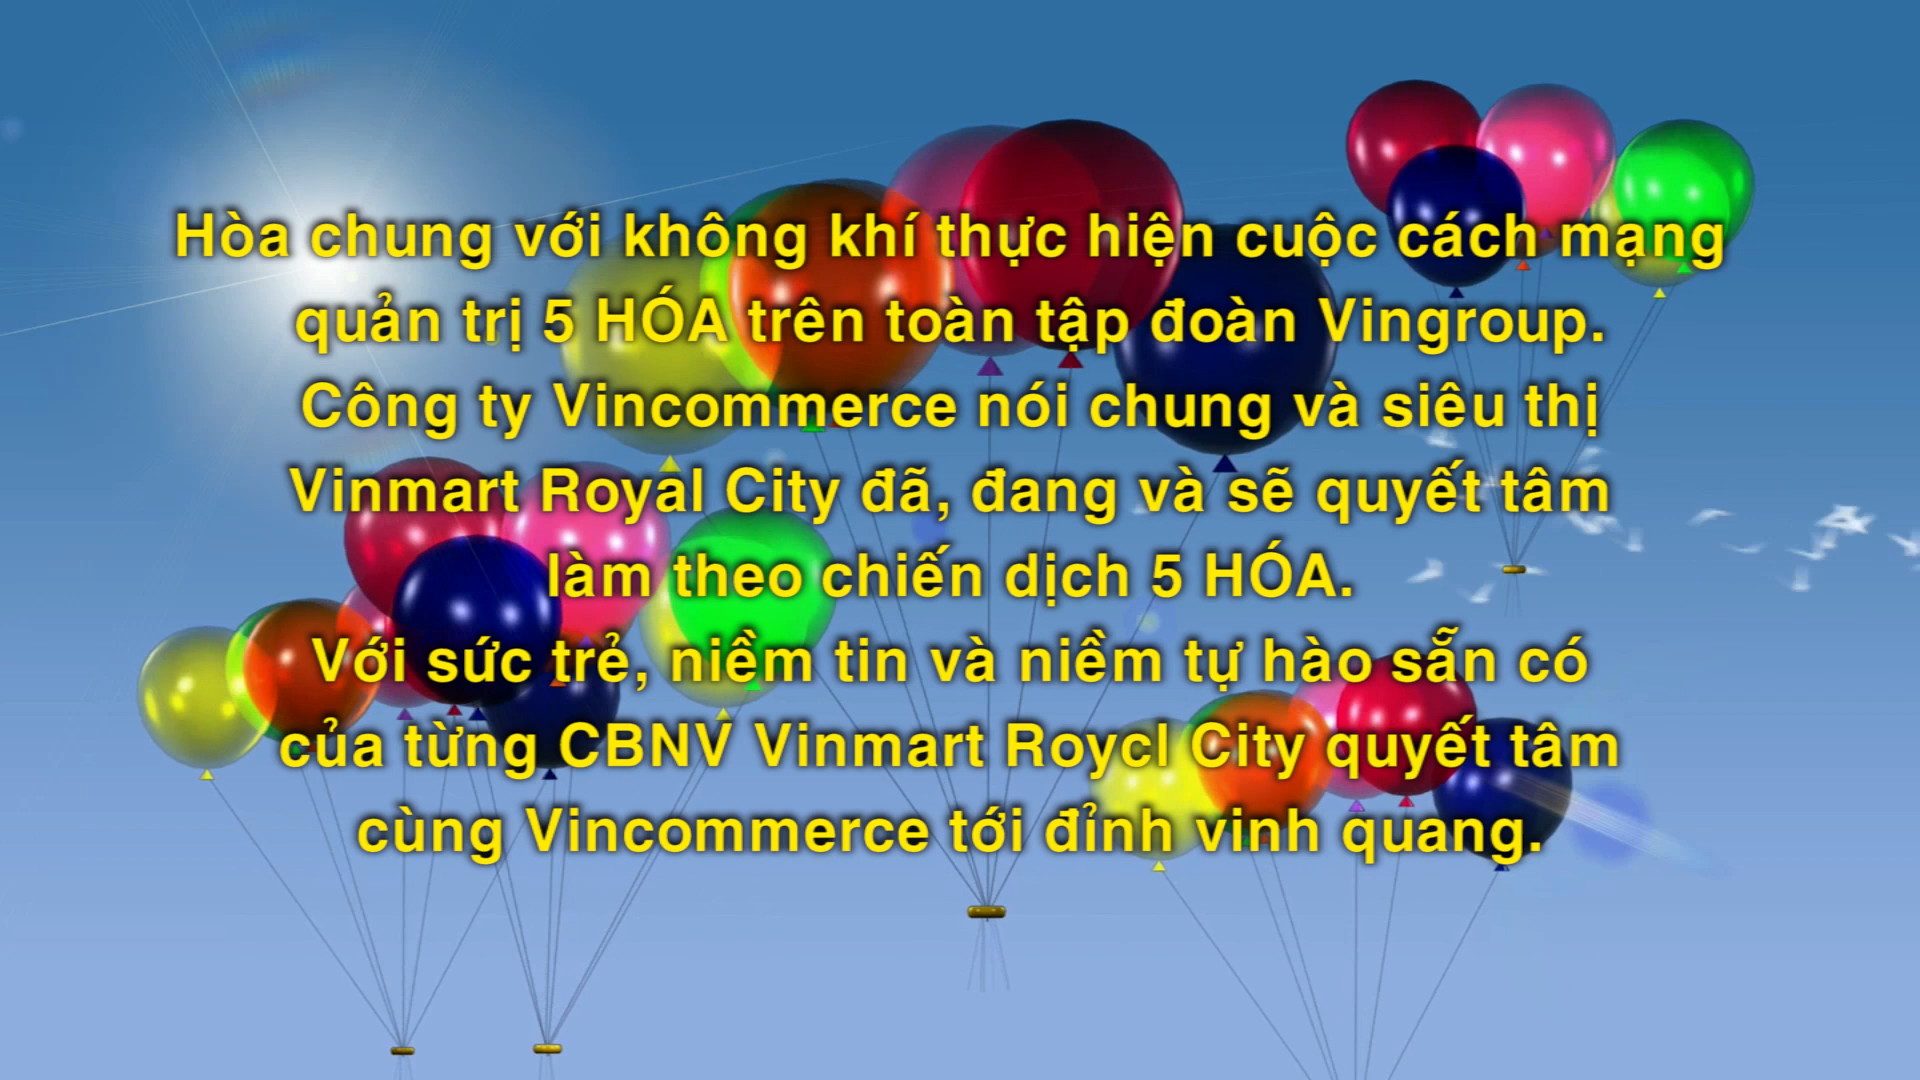 Hòa chung với không khí thực hiện cuộc cách mạng
quản trị 5 HÓA trên toàn tập đoàn Vingroup.
Công ty Vincommerce nói chung và siêu thị
Vinmart Royal City đã, đang và sẽ quyết tâm
làm theo chiến dịch 5 HÓA.
Với sức trẻ, niềm tin và niềm tự hào sẵn có
của từng CBNV Vinmart Roycl City quyết tâm
cùng Vincommerce tới đỉnh vinh quang.